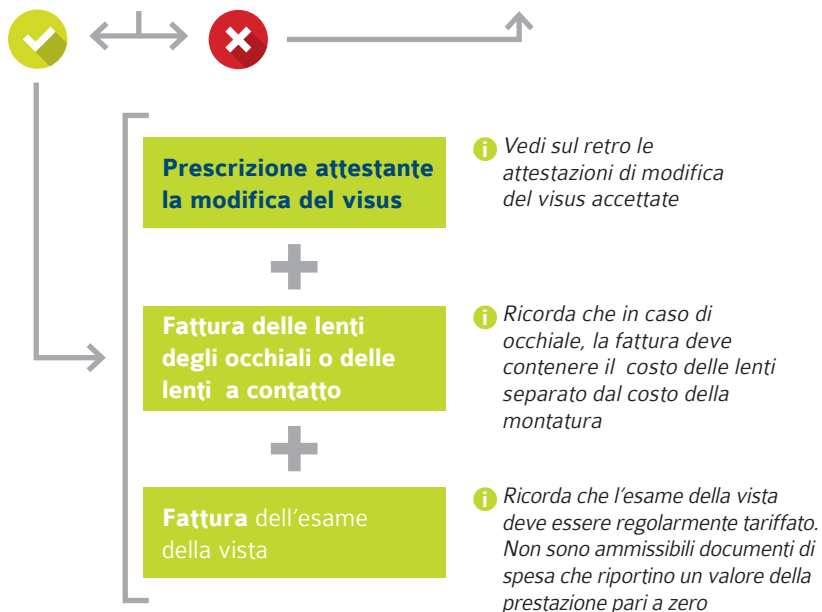 Prescrizione attestante
la modifica del visus
i Vedi sul retro le
attestazioni di modifica
del visus accettate
Fattura delle lenti
degli occhiali o delle
lenti a contatto
i Ricorda che in caso di
occhiale, la fattura deve
contenere il costo delle lenti
separato dal costo della
montatura
Fattura dell'esame
della vista
i Ricorda che l'esame della vista
deve essere regolarmente tariffato.
Non sono ammissibili documenti di
spesa che riportino un valore della
prestazione pari a zero